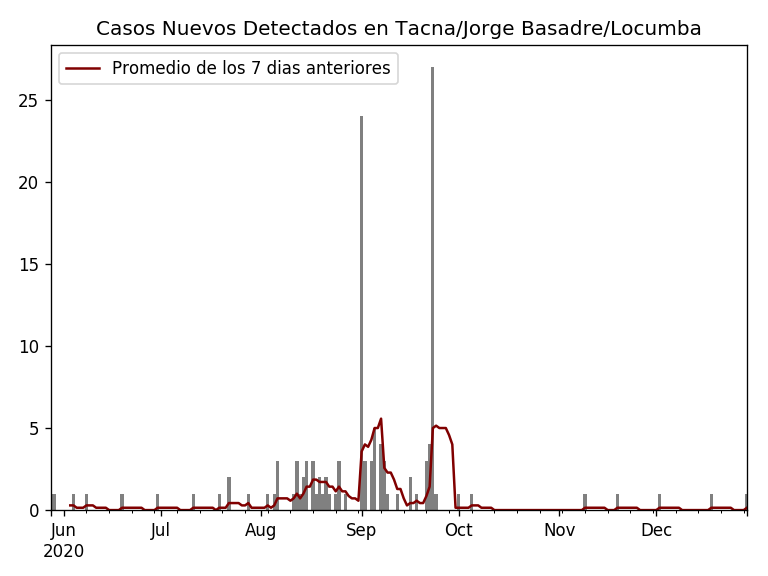 Casos Nuevos Detectados en Tacna/Jorge Basadre/Locumba
Promedio de los 7 dias anteriores
25
20
15
10
5
0
Jun Jul Aug Sep Oct Nov Dec
2020